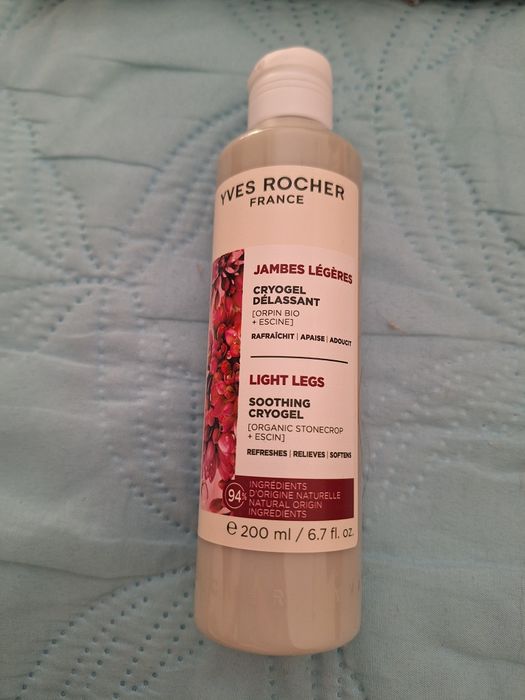 YVES ROCHER
FRANCE
JAMBES LÉGÈRES
CRYOGEL
DÉLASSANT
[ORPIN BIO
+ ESCINE]
RAFRAÎCHIT | APAISE | ADOUCIT
LIGHT LEGS
SOOTHING
CRYOGEL
[ORGANIC STONECROP
+ ESCIN]
REFRESHES | RELIEVES | SOFTENS
94%
INGRÉDIENTS
D'ORIGINE NATURELLE
NATURAL ORIGIN
INGREDIENTS
℮ 200 ml / 6.7 fl. oz.